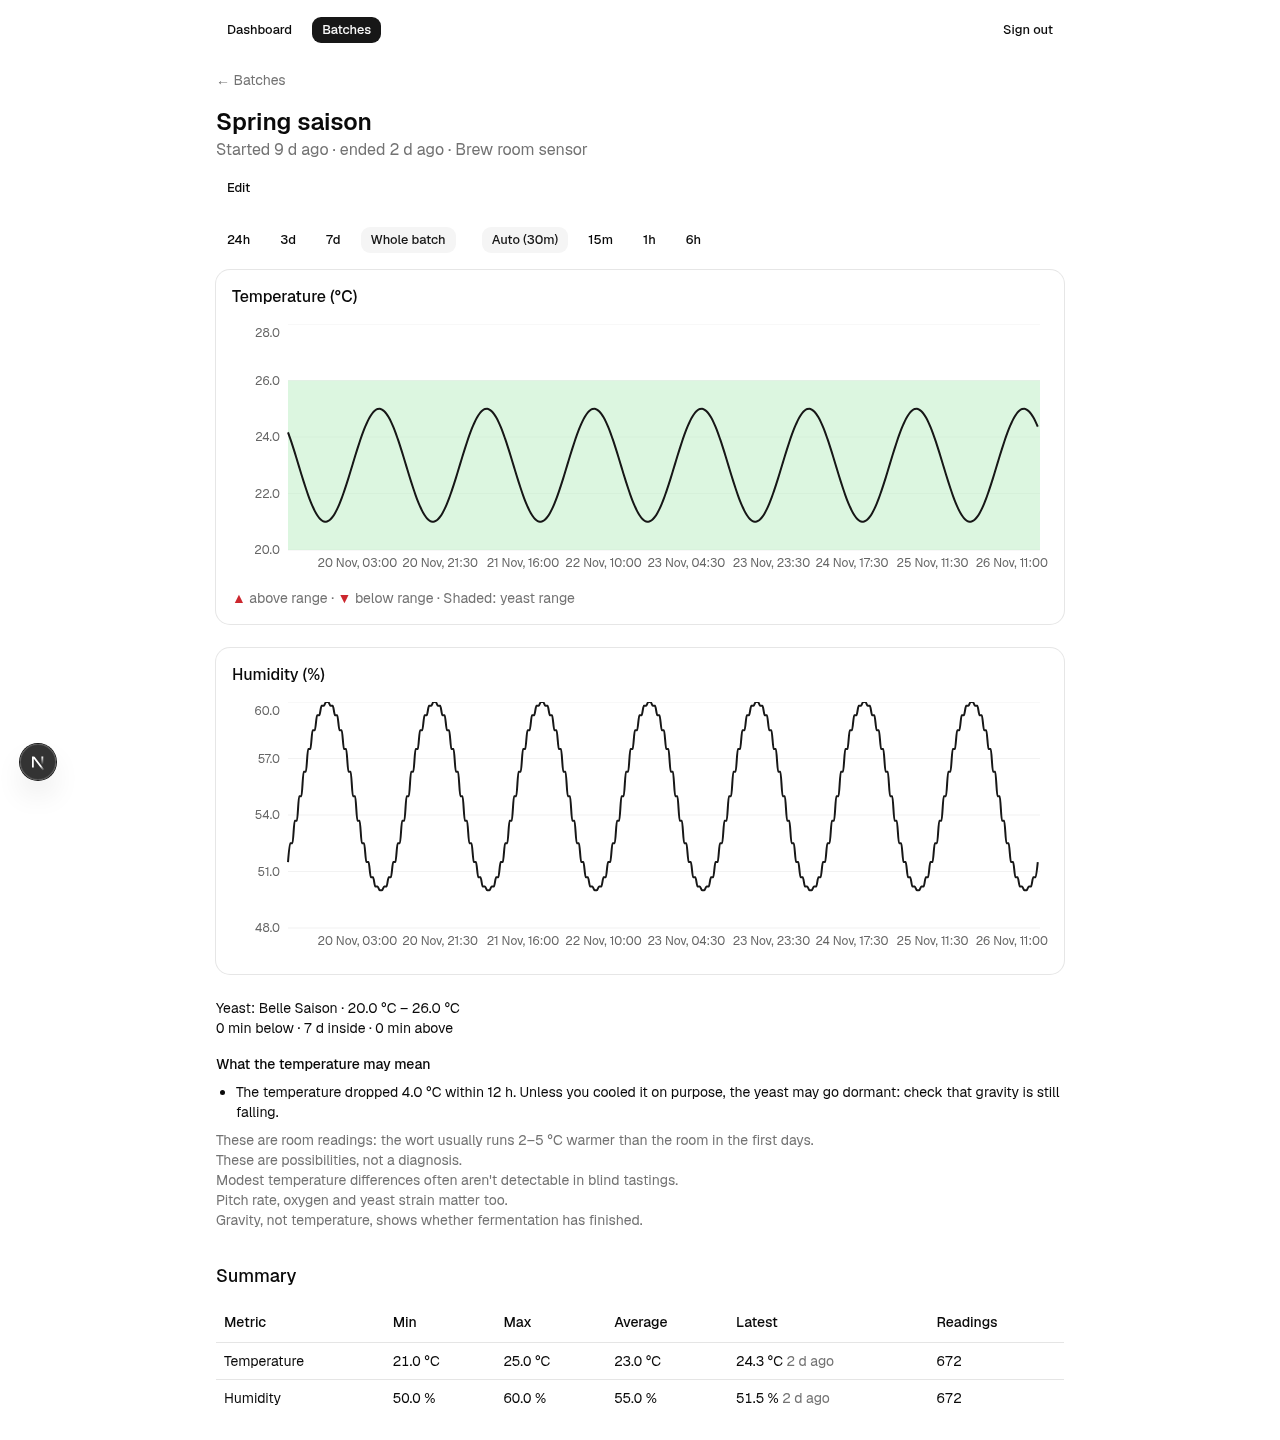 Dashboard Batches Sign out
← Batches
Spring saison
Started 9 d ago · ended 2 d ago · Brew room sensor
Edit
24h 3d 7d Whole batch Auto (30m) 15m 1h 6h
Temperature (°C)
28.0
26.0
24.0
22.0
20.0
20 Nov, 03:00 20 Nov, 21:30 21 Nov, 16:00 22 Nov, 10:00 23 Nov, 04:30 23 Nov, 23:30 24 Nov, 17:30 25 Nov, 11:30 26 Nov, 11:00
▲ above range · ▼ below range · Shaded: yeast range
Humidity (%)
60.0
57.0
54.0
51.0
48.0
20 Nov, 03:00 20 Nov, 21:30 21 Nov, 16:00 22 Nov, 10:00 23 Nov, 04:30 23 Nov, 23:30 24 Nov, 17:30 25 Nov, 11:30 26 Nov, 11:00
N
Yeast: Belle Saison · 20.0 °C – 26.0 °C
0 min below · 7 d inside · 0 min above
What the temperature may mean
• The temperature dropped 4.0 °C within 12 h. Unless you cooled it on purpose, the yeast may go dormant: check that gravity is still
falling.
These are room readings: the wort usually runs 2–5 °C warmer than the room in the first days.
These are possibilities, not a diagnosis.
Modest temperature differences often aren't detectable in blind tastings.
Pitch rate, oxygen and yeast strain matter too.
Gravity, not temperature, shows whether fermentation has finished.
Summary
Metric Min Max Average Latest Readings
Temperature 21.0 °C 25.0 °C 23.0 °C 24.3 °C 2 d ago 672
Humidity 50.0 % 60.0 % 55.0 % 51.5 % 2 d ago 672